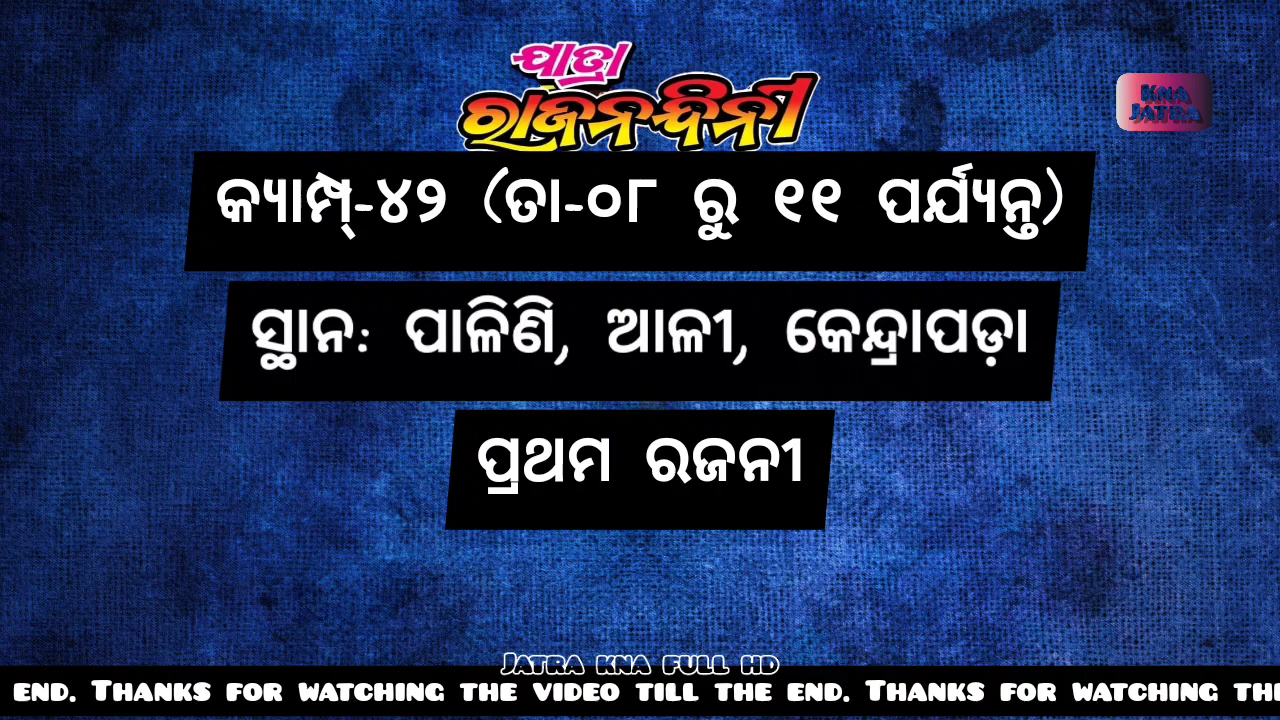 ଯାତ୍ରା
ରାଜନନ୍ଦିନୀ
KNA
JATRA
କ୍ୟାମ୍ପ୍-୪୨ (ତା-୦୮ ରୁ ୧୧ ପର୍ଯ୍ୟନ୍ତ)
ସ୍ଥାନ: ପାଳିଣି, ଆଳୀ, କେନ୍ଦ୍ରାପଡ଼ା
ପ୍ରଥମ ରଜନୀ
JATRA KNA FULL HD
END. THANKS FOR WATCHING THE VIDEO TILL THE END. THANKS FOR WATCHING THE